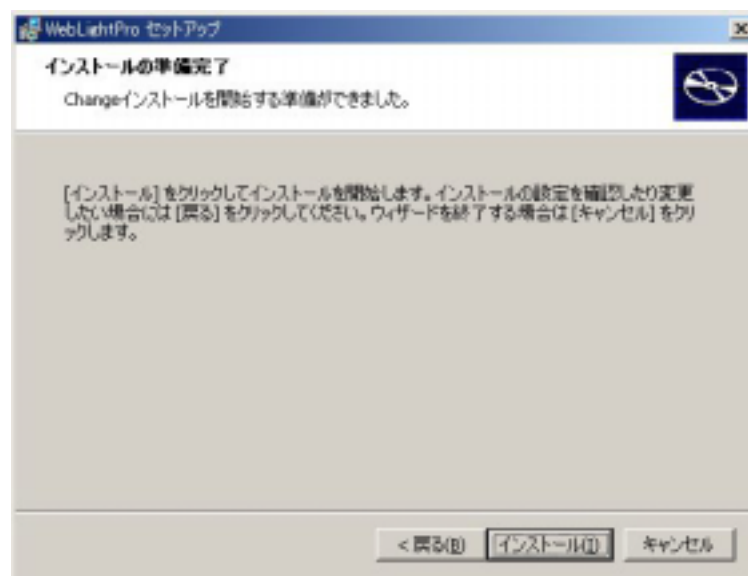 WebLightPro セットアップ
インストールの準備完了
Changeインストールを開始する準備ができました。
[インストール] をクリックしてインストールを開始します。インストールの設定を確認したり変更
したい場合には [戻る] をクリックしてください。ウィザードを終了する場合は [キャンセル] をクリ
ックします。
< 戻る(B) インストール(I) キャンセル